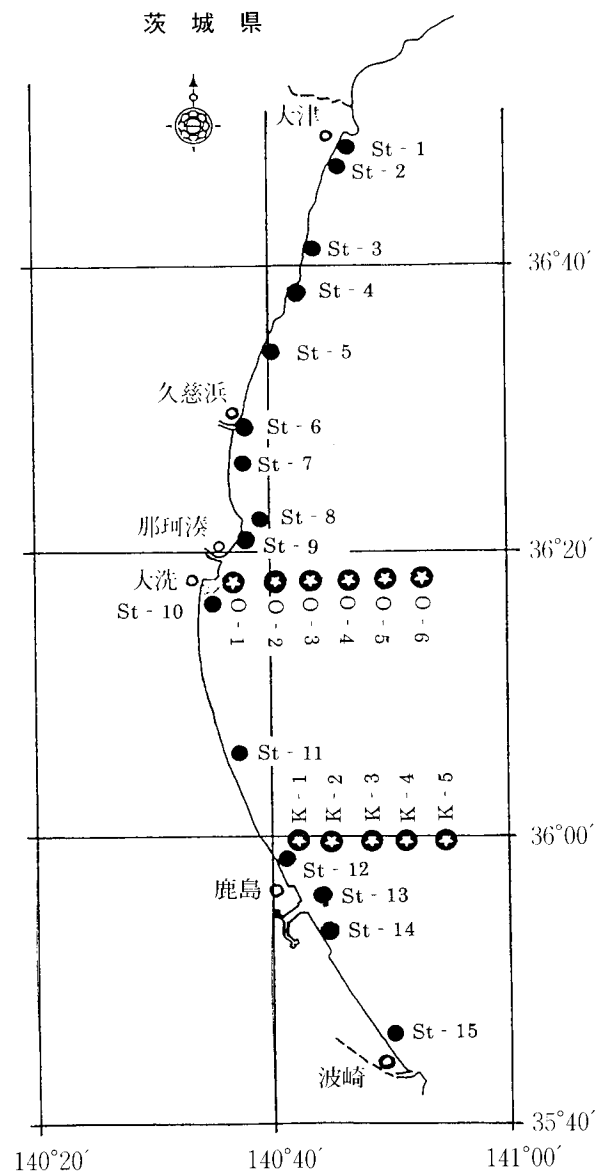 茨城県
大津
St - 1
St - 2
St - 3
36°40′
St - 4
St - 5
久慈浜
St - 6
St - 7
St - 8
那珂湊
St - 9
36°20′
大洗
St - 10
O - 1
O - 2
O - 3
O - 4
O - 5
O - 6
St - 11
K - 1
K - 2
K - 3
K - 4
K - 5
36°00′
St - 12
鹿島
St - 13
St - 14
St - 15
波崎
35°40′
140°20′
140°40′
141°00′